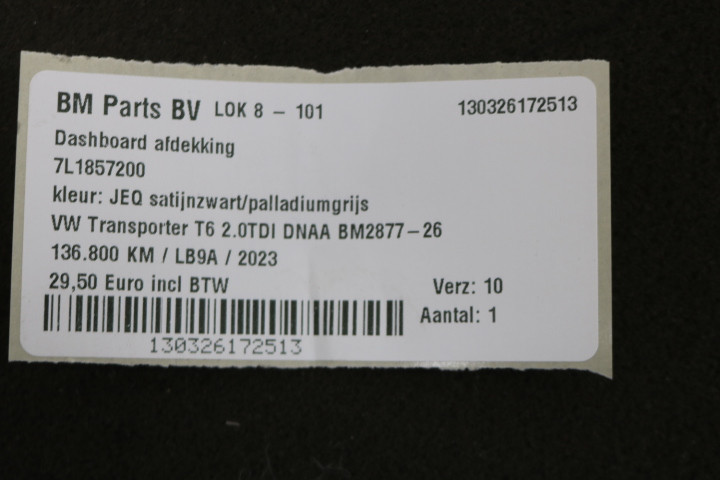 BM Parts BV LOK 8 - 101 130326172513
Dashboard afdekking
7L1857200
kleur: JEQ satijnzwart/palladiumgrijs
VW Transporter T6 2.0TDI DNAA BM2877-26
136.800 KM / LB9A / 2023
29,50 Euro incl BTW Verz: 10
Aantal: 1
130326172513